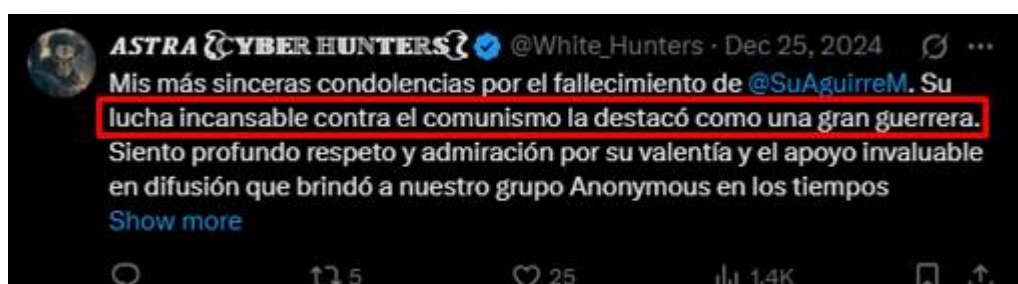 ASTRA ⚕CYBER HUNTERS⚕ @White_Hunters · Dec 25, 2024
Mis más sinceras condolencias por el fallecimiento de @SuAguirreM. Su
lucha incansable contra el comunismo la destacó como una gran guerrera.
Siento profundo respeto y admiración por su valentía y el apoyo invaluable
en difusión que brindó a nuestro grupo Anonymous en los tiempos
Show more
5 25 1.4K